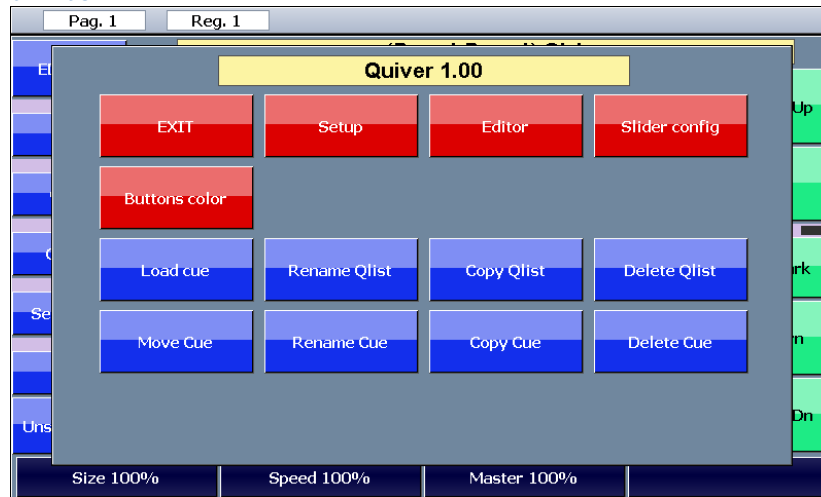 Pag. 1 Reg. 1
Quiver 1.00
EXIT Setup Editor Slider config
Up
Buttons color
Load cue Rename Qlist Copy Qlist Delete Qlist
Se
Move Cue Rename Cue Copy Cue Delete Cue
Uns
Dn
Size 100% Speed 100% Master 100%